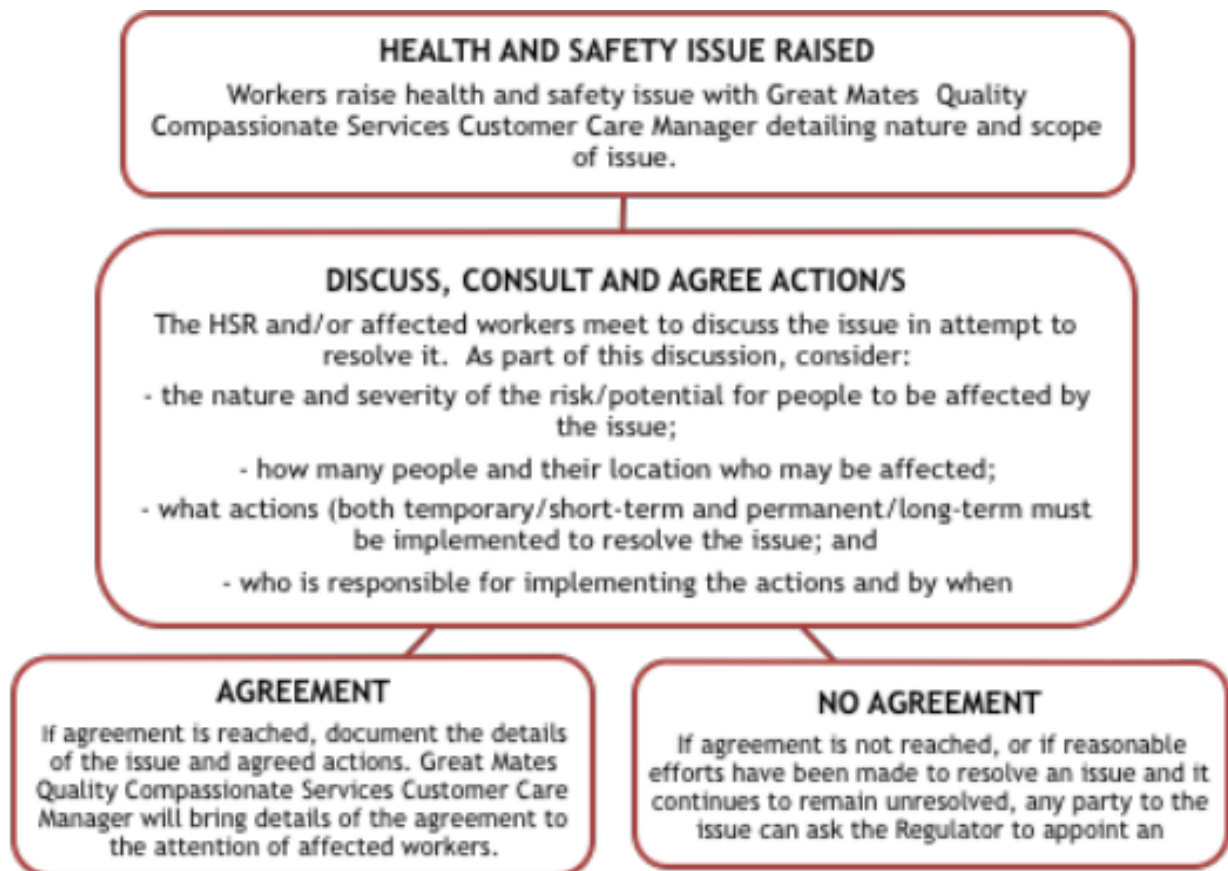 HEALTH AND SAFETY ISSUE RAISED
Workers raise health and safety issue with Great Mates Quality
Compassionate Services Customer Care Manager detailing nature and scope
of issue.
DISCUSS, CONSULT AND AGREE ACTION/S
The HSR and/or affected workers meet to discuss the issue in attempt to
resolve it. As part of this discussion, consider:
- the nature and severity of the risk/potential for people to be affected by
the issue;
- how many people and their location who may be affected;
- what actions (both temporary/short-term and permanent/long-term must
be implemented to resolve the issue; and
- who is responsible for implementing the actions and by when
AGREEMENT
If agreement is reached, document the details
of the issue and agreed actions. Great Mates
Quality Compassionate Services Customer Care
Manager will bring details of the agreement to
the attention of affected workers.
NO AGREEMENT
If agreement is not reached, or if reasonable
efforts have been made to resolve an issue and it
continues to remain unresolved, any party to the
issue can ask the Regulator to appoint an